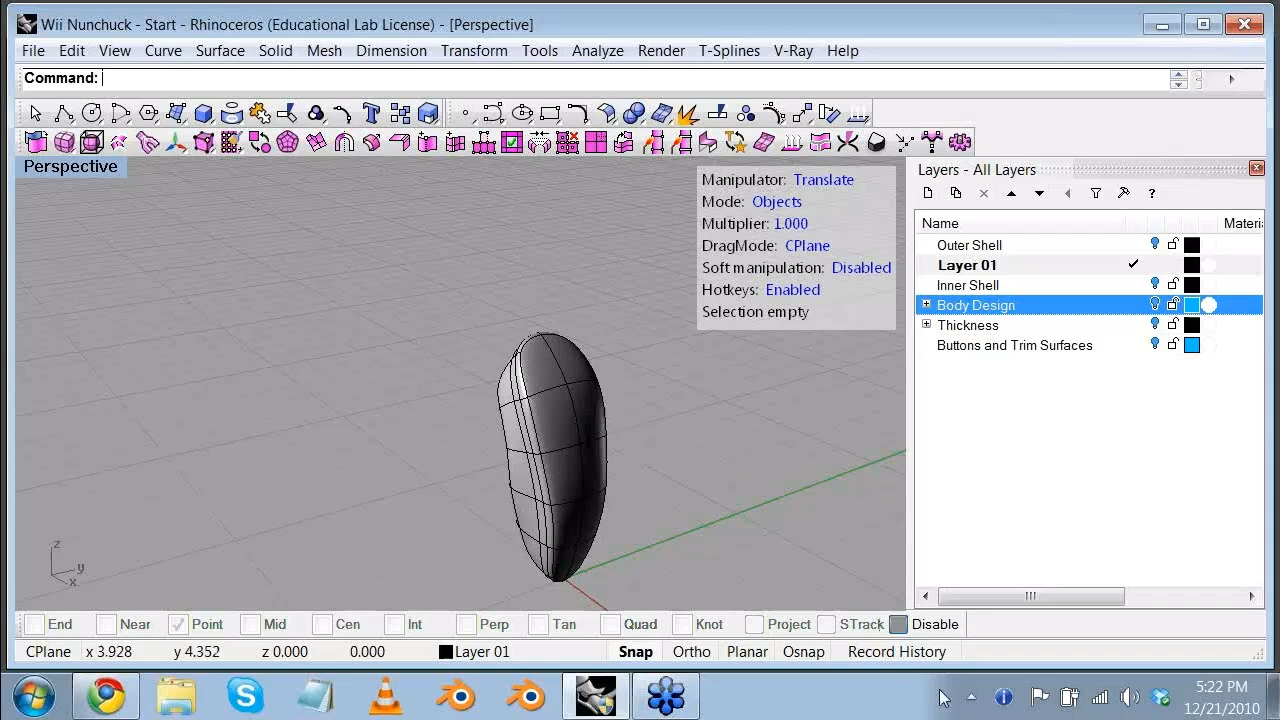 Wii Nunchuck - Start - Rhinoceros (Educational Lab License) - [Perspective]
File Edit View Curve Surface Solid Mesh Dimension Transform Tools Analyze Render T-Splines V-Ray Help
Command:
Perspective
Manipulator: Translate
Mode: Objects
Multiplier: 1.000
DragMode: CPlane
Soft manipulation: Disabled
Hotkeys: Enabled
Selection empty
Layers - All Layers
Name Materi
Outer Shell
Layer 01
Inner Shell
Body Design
Thickness
Buttons and Trim Surfaces
z
y
x
End Near Point Mid Cen Int Perp Tan Quad Knot Project STrack Disable
CPlane x 3.928 y 4.352 z 0.000 0.000 Layer 01 Snap Ortho Planar Osnap Record History
5:22 PM
12/21/2010